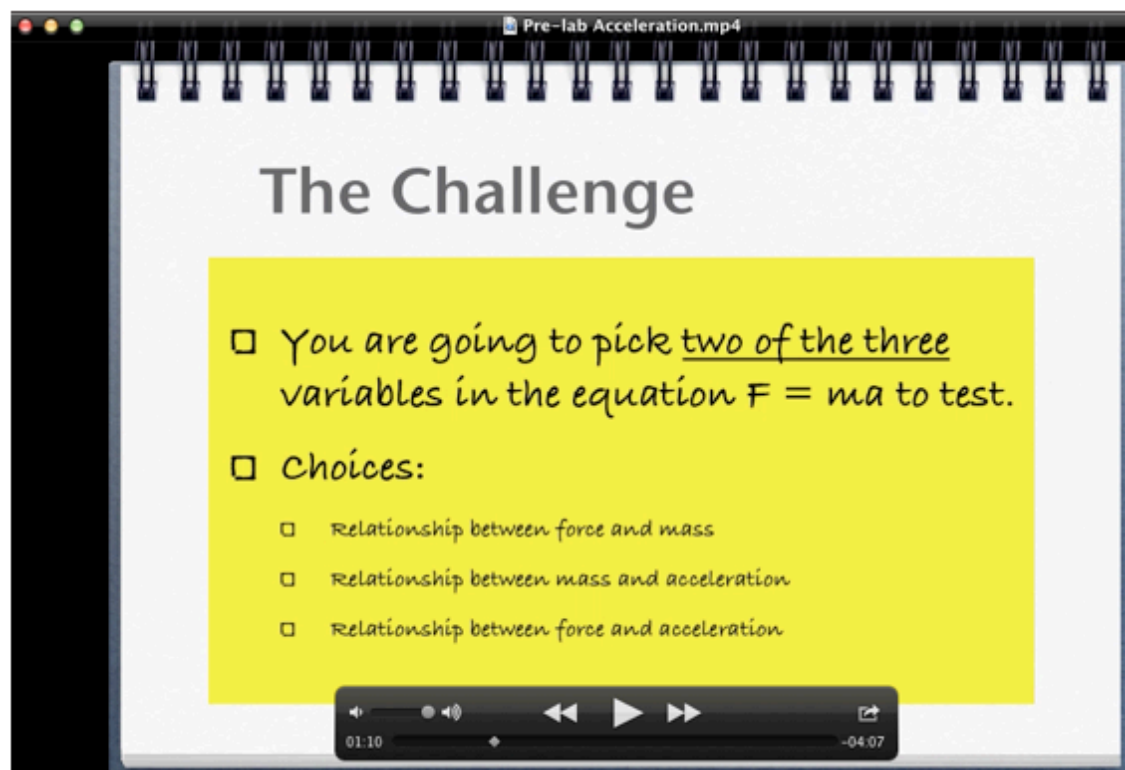 Pre-lab Acceleration.mp4
The Challenge
You are going to pick two of the three
variables in the equation F = ma to test.
Choices:
Relationship between force and mass
Relationship between mass and acceleration
Relationship between force and acceleration
01:10
-04:07